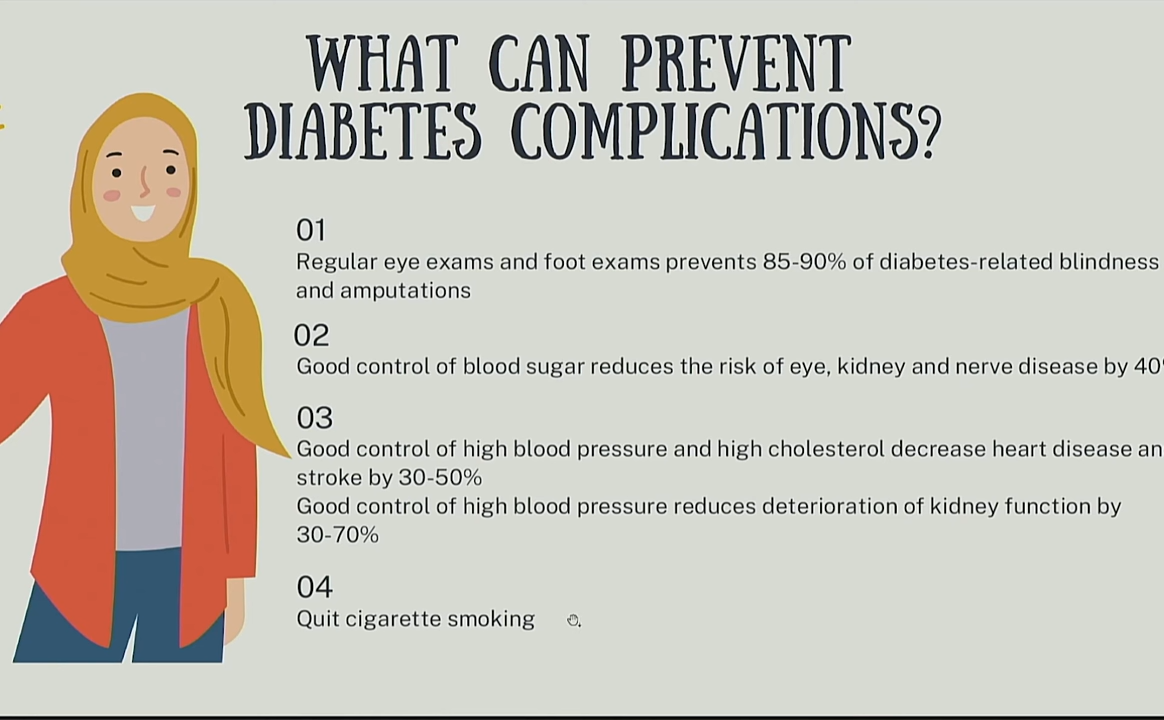 WHAT CAN PREVENT
DIABETES COMPLICATIONS?
01
Regular eye exams and foot exams prevents 85-90% of diabetes-related blindness
and amputations
02
Good control of blood sugar reduces the risk of eye, kidney and nerve disease by 40
03
Good control of high blood pressure and high cholesterol decrease heart disease an
stroke by 30-50%
Good control of high blood pressure reduces deterioration of kidney function by
30-70%
04
Quit cigarette smoking